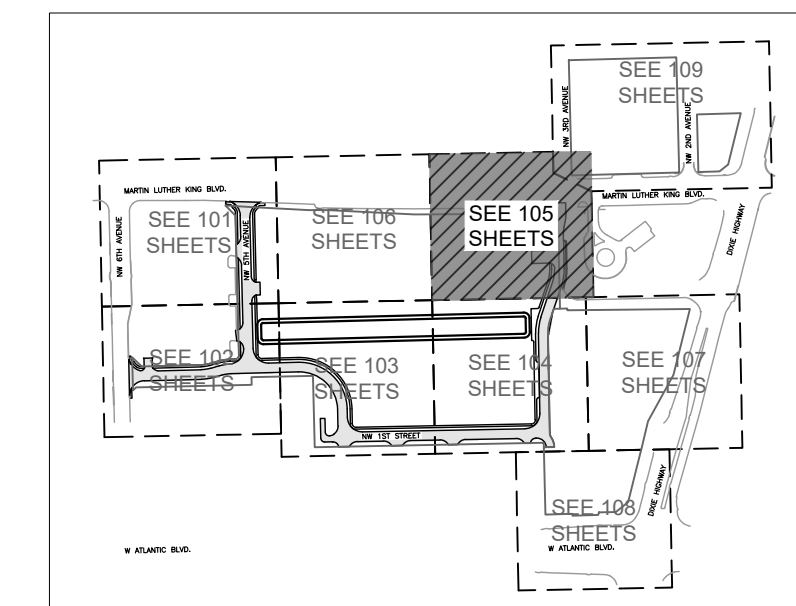 SEE 109
SHEETS
NW 3RD AVENUE
NW 2ND AVENUE
MARTIN LUTHER KING BLVD.
MARTIN LUTHER KING BLVD.
SEE 101
SHEETS
SEE 106
SHEETS
SEE 105
SHEETS
NW 6TH AVENUE
NW 5TH AVENUE
DIXIE HIGHWAY
SEE 102
SHEETS
SEE 103
SHEETS
SEE 104
SHEETS
SEE 107
SHEETS
NW 1ST STREET
DIXIE HIGHWAY
SEE 108
SHEETS
W ATLANTIC BLVD.
W ATLANTIC BLVD.